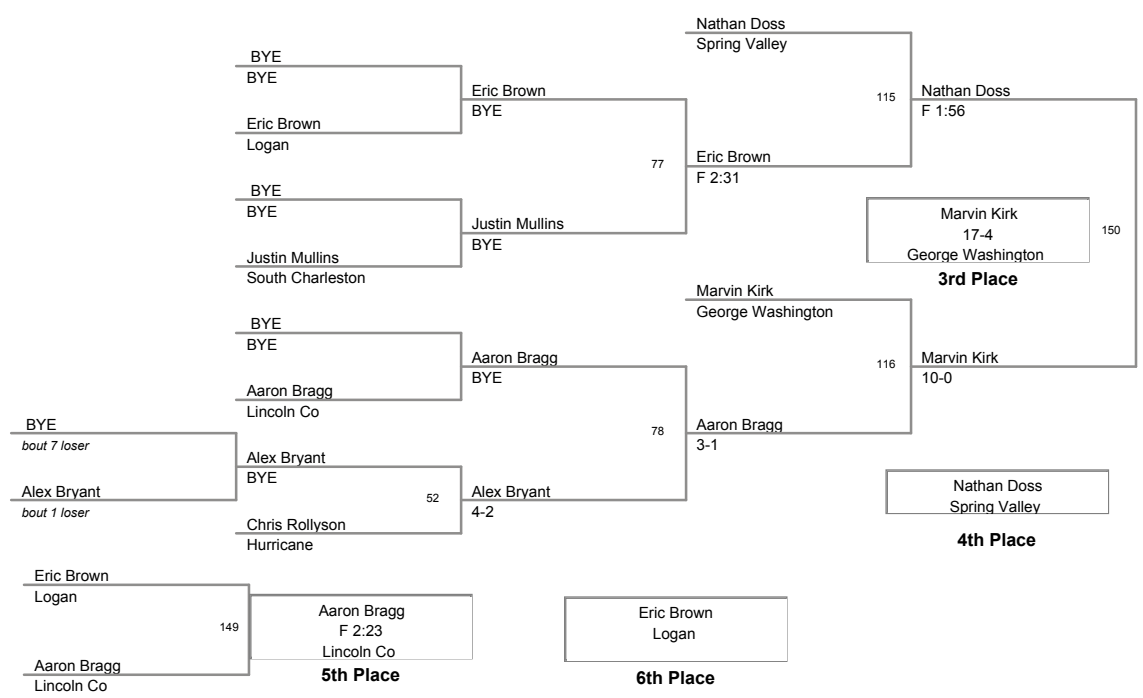 Nathan Doss
Spring Valley
BYE
BYE
Eric Brown
BYE
115
Nathan Doss
F 1:56
Eric Brown
Logan
77
Eric Brown
F 2:31
BYE
BYE
Justin Mullins
BYE
Marvin Kirk
17-4
George Washington
150
3rd Place
Justin Mullins
South Charleston
Marvin Kirk
George Washington
BYE
BYE
Aaron Bragg
BYE
116
Marvin Kirk
10-0
Aaron Bragg
Lincoln Co
BYE
bout 7 loser
78
Aaron Bragg
3-1
Alex Bryant
BYE
Alex Bryant
bout 1 loser
52
Alex Bryant
4-2
Nathan Doss
Spring Valley
4th Place
Chris Rollyson
Hurricane
Eric Brown
Logan
149
Aaron Bragg
F 2:23
Lincoln Co
5th Place
Eric Brown
Logan
6th Place
Aaron Bragg
Lincoln Co